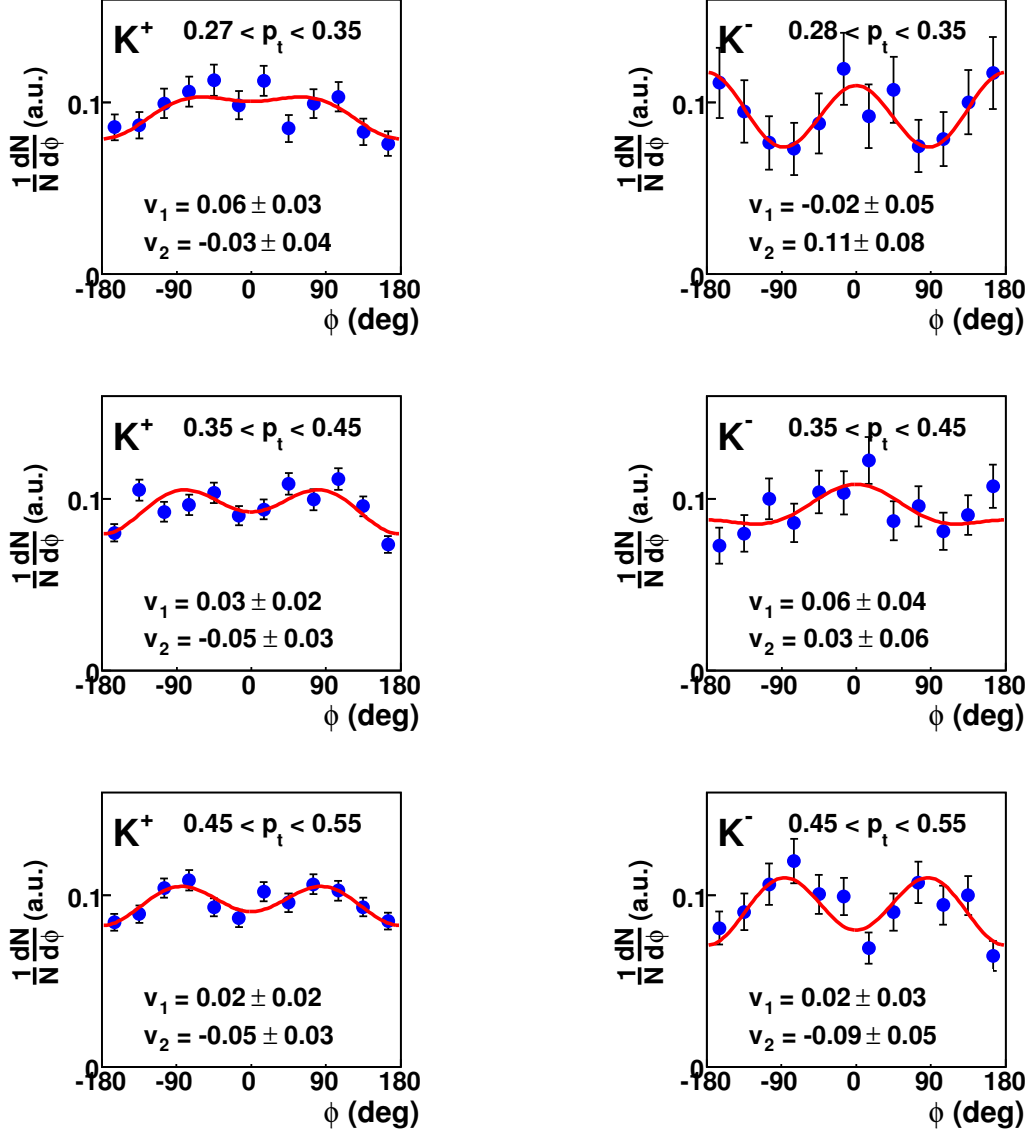 K⁺ 0.27 < pₜ < 0.35
1/N dN/dϕ (a.u.)
0.1
v₁ = 0.06 ± 0.03
v₂ = -0.03 ± 0.04
0
-180 -90 0 90 180
ϕ (deg)
K⁻ 0.28 < pₜ < 0.35
1/N dN/dϕ (a.u.)
0.1
v₁ = -0.02 ± 0.05
v₂ = 0.11 ± 0.08
0
-180 -90 0 90 180
ϕ (deg)
K⁺ 0.35 < pₜ < 0.45
1/N dN/dϕ (a.u.)
0.1
v₁ = 0.03 ± 0.02
v₂ = -0.05 ± 0.03
0
-180 -90 0 90 180
ϕ (deg)
K⁻ 0.35 < pₜ < 0.45
1/N dN/dϕ (a.u.)
0.1
v₁ = 0.06 ± 0.04
v₂ = 0.03 ± 0.06
0
-180 -90 0 90 180
ϕ (deg)
K⁺ 0.45 < pₜ < 0.55
1/N dN/dϕ (a.u.)
0.1
v₁ = 0.02 ± 0.02
v₂ = -0.05 ± 0.03
0
-180 -90 0 90 180
ϕ (deg)
K⁻ 0.45 < pₜ < 0.55
1/N dN/dϕ (a.u.)
0.1
v₁ = 0.02 ± 0.03
v₂ = -0.09 ± 0.05
0
-180 -90 0 90 180
ϕ (deg)